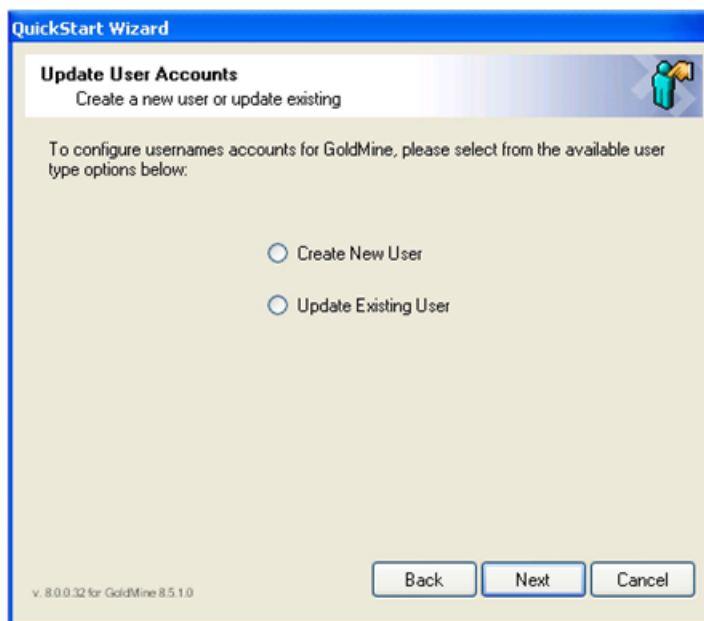 QuickStart Wizard
Update User Accounts
Create a new user or update existing
To configure usernames accounts for GoldMine, please select from the available user
type options below:
Create New User
Update Existing User
v. 8.0.0.32 for GoldMine 8.5.1.0
Back
Next
Cancel